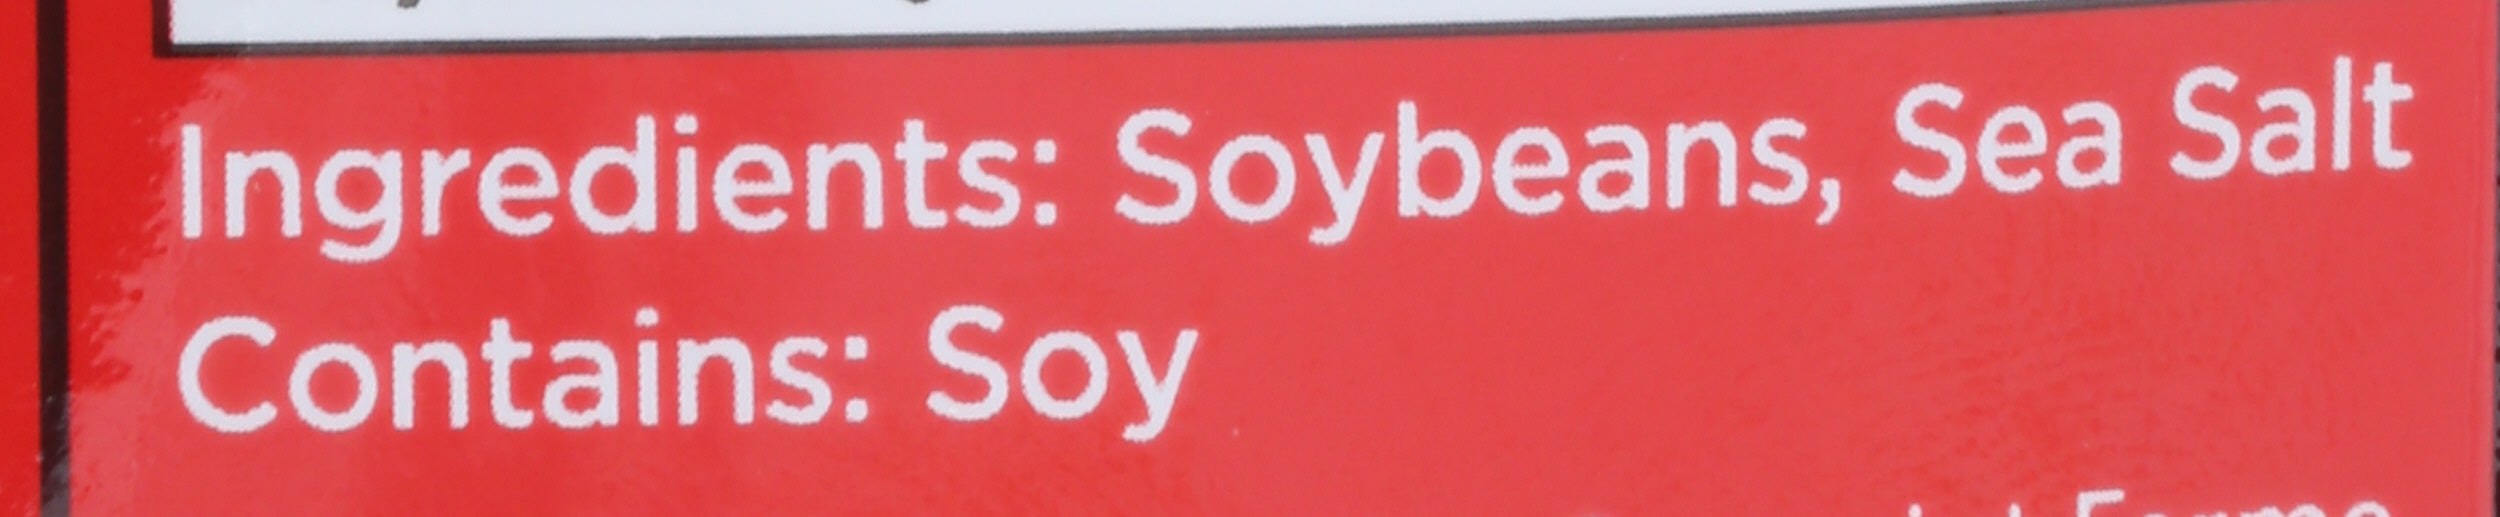 Ingredients: Soybeans, Sea Salt
Contains: Soy